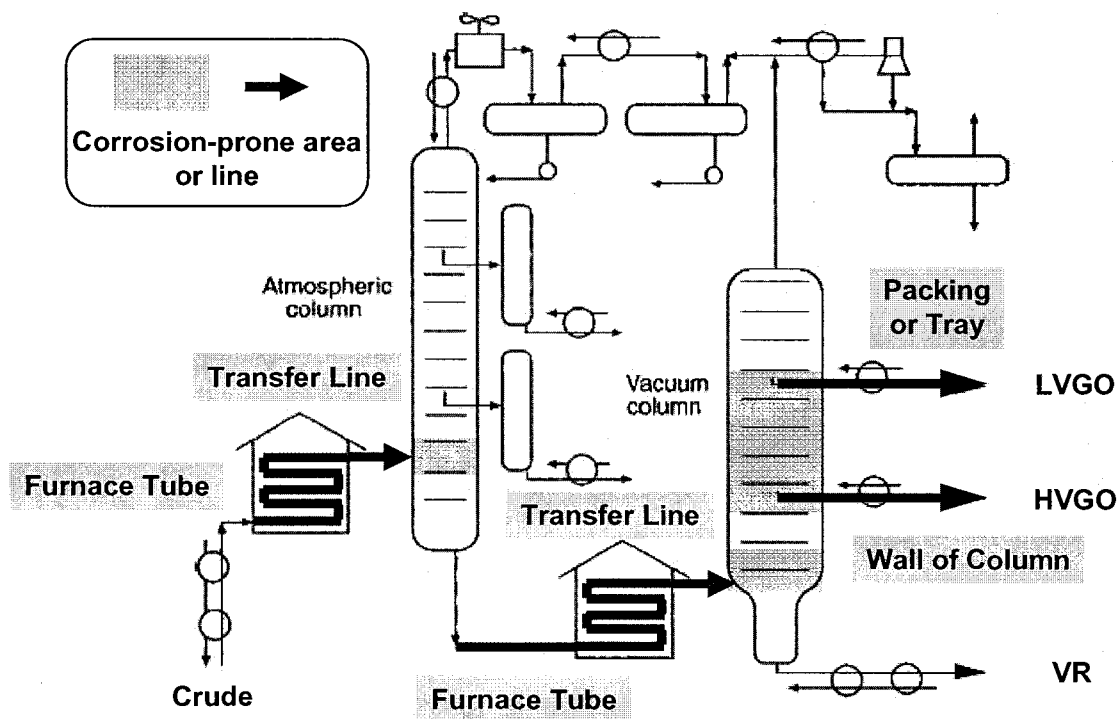 Corrosion-prone area
or line
Atmospheric
column
Packing
or Tray
Transfer Line
Vacuum
column
LVGO
Furnace Tube
Transfer Line
HVGO
Wall of Column
Crude
Furnace Tube
VR